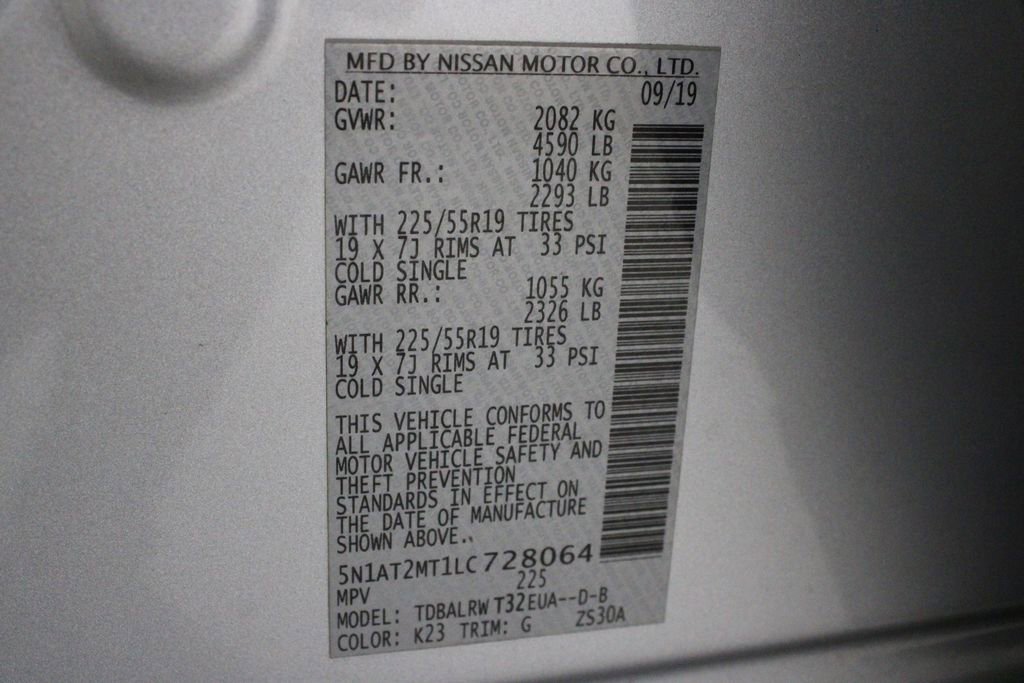 MFD BY NISSAN MOTOR CO., LTD.
DATE: 09/19
GVWR: 2082 KG
4590 LB
GAWR FR.: 1040 KG
2293 LB
WITH 225/55R19 TIRES
19 X 7J RIMS AT 33 PSI
COLD SINGLE
GAWR RR.: 1055 KG
2326 LB
WITH 225/55R19 TIRES
19 X 7J RIMS AT 33 PSI
COLD SINGLE
THIS VEHICLE CONFORMS TO
ALL APPLICABLE FEDERAL
MOTOR VEHICLE SAFETY AND
THEFT PREVENTION
STANDARDS IN EFFECT ON
THE DATE OF MANUFACTURE
SHOWN ABOVE..
5N1AT2MT1LC728064
MPV 225
MODEL: TDBALRWT32EUA--D-B
COLOR: K23 TRIM: G ZS30A